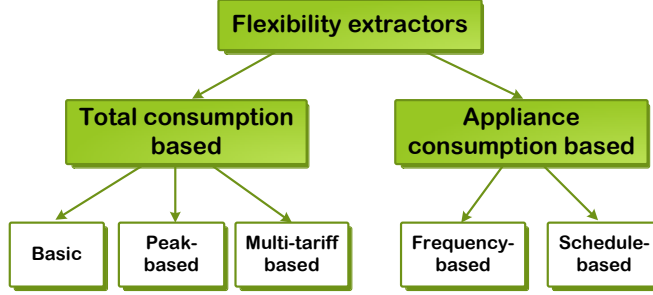 Flexibility extractors
Total consumption
based
Appliance
consumption based
Basic
Peak-
based
Multi-tariff
based
Frequency-
based
Schedule-
based